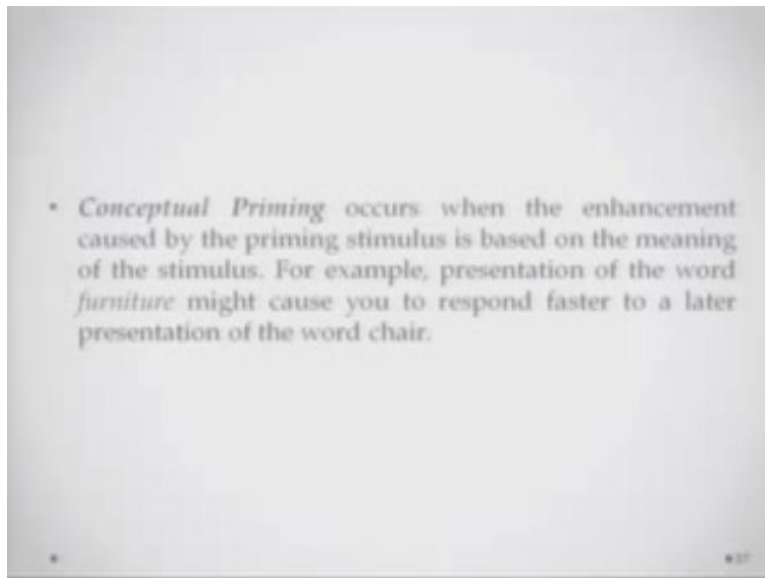 • Conceptual Priming occurs when the enhancement
caused by the priming stimulus is based on the meaning
of the stimulus. For example, presentation of the word
furniture might cause you to respond faster to a later
presentation of the word chair.